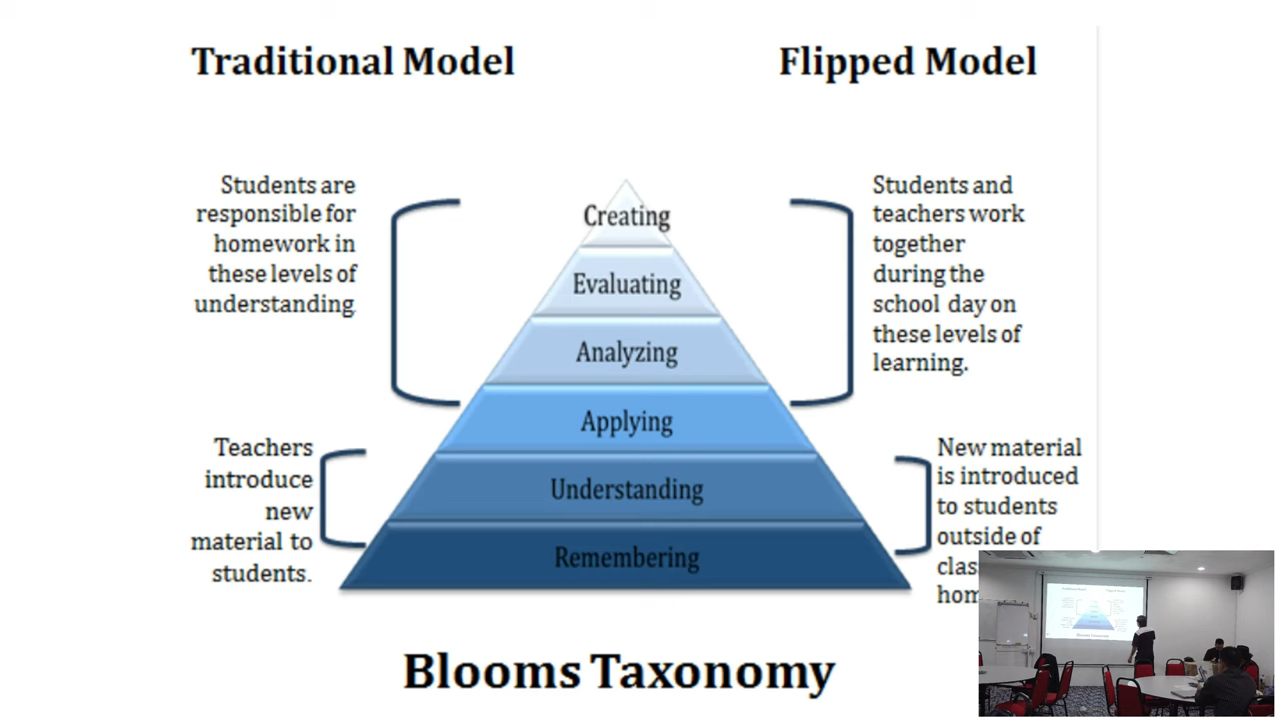 Traditional Model
Flipped Model
Students are
responsible for
homework in
these levels of
understanding.
Teachers
introduce
new
material to
students.
Creating
Evaluating
Analyzing
Applying
Understanding
Remembering
Students and
teachers work
together
during the
school day on
these levels of
learning.
New material
is introduced
to students
outside of
Blooms Taxonomy